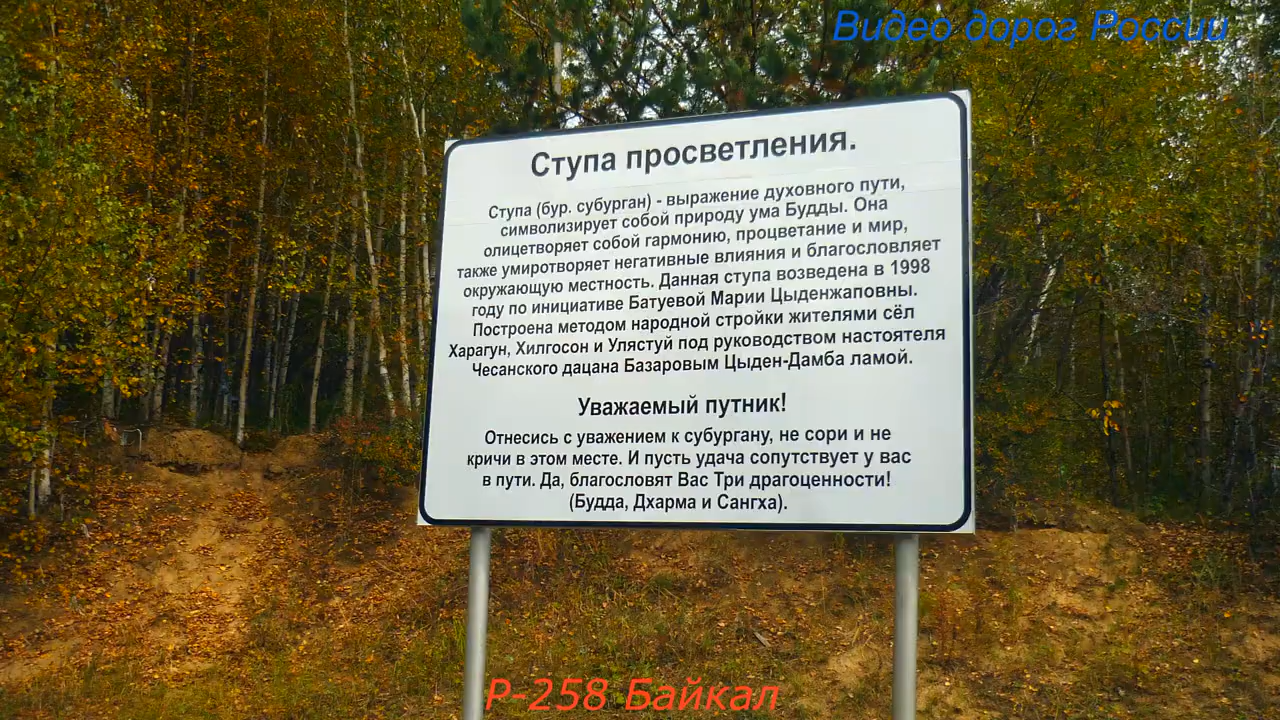 Видео дорог России
Ступа просветления.
Ступа (бур. субурган) - выражение духовного пути,
символизирует собой природу ума Будды. Она
олицетворяет собой гармонию, процветание и мир,
также умиротворяет негативные влияния и благословляет
окружающую местность. Данная ступа возведена в 1998
году по инициативе Батуевой Марии Цыденжаповны.
Построена методом народной стройки жителями сёл
Харагун, Хилгосон и Улястуй под руководством настоятеля
Чесанского дацана Базаровым Цыден-Дамба ламой.
Уважаемый путник!
Отнесись с уважением к субургану, не сори и не
кричи в этом месте. И пусть удача сопутствует у вас
в пути. Да, благословят Вас Три драгоценности!
(Будда, Дхарма и Сангха).
Р-258 Байкал